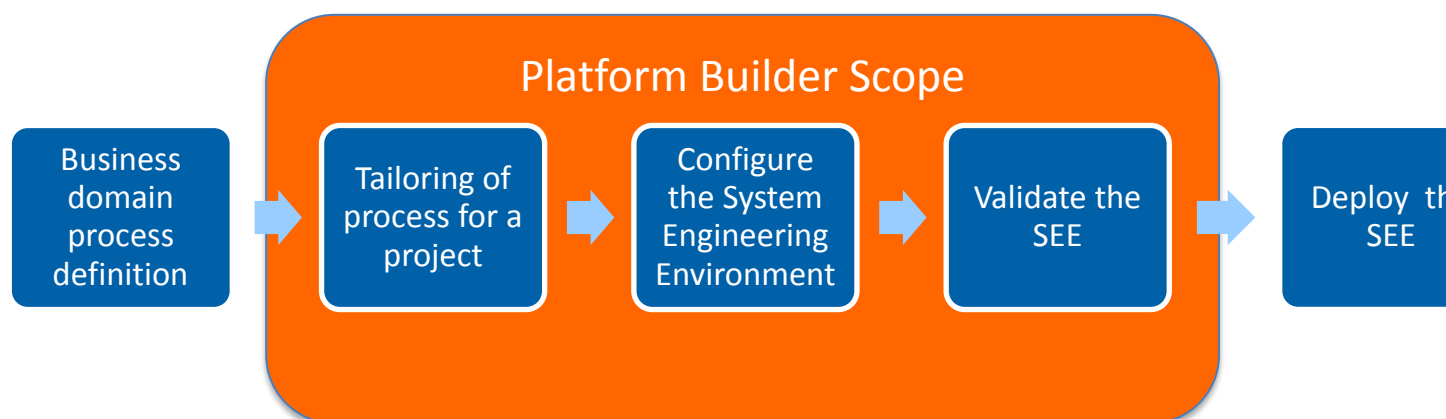 Platform Builder Scope
Business
domain
process
definition
Tailoring of
process for a
project
Configure
the System
Engineering
Environment
Validate the
SEE
Deploy
SEE